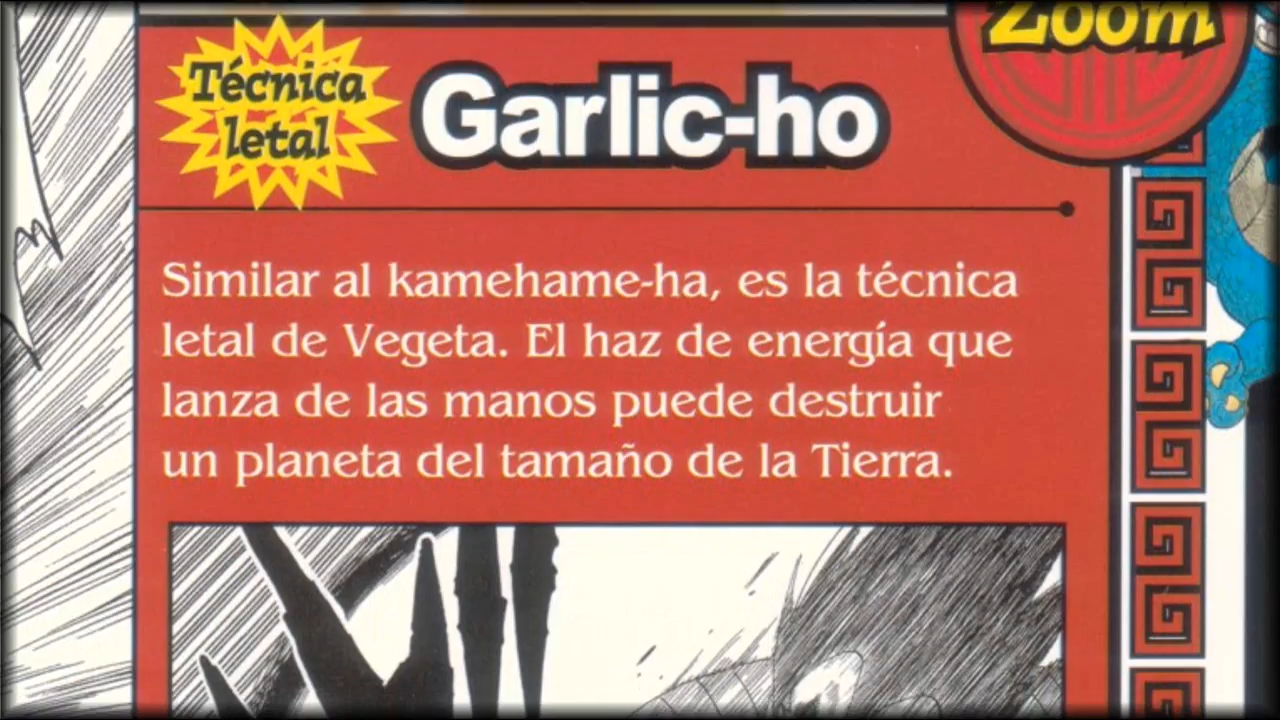 Zoom
Técnica
letal
Garlic-ho
Similar al kamehame-ha, es la técnica
letal de Vegeta. El haz de energía que
lanza de las manos puede destruir
un planeta del tamaño de la Tierra.